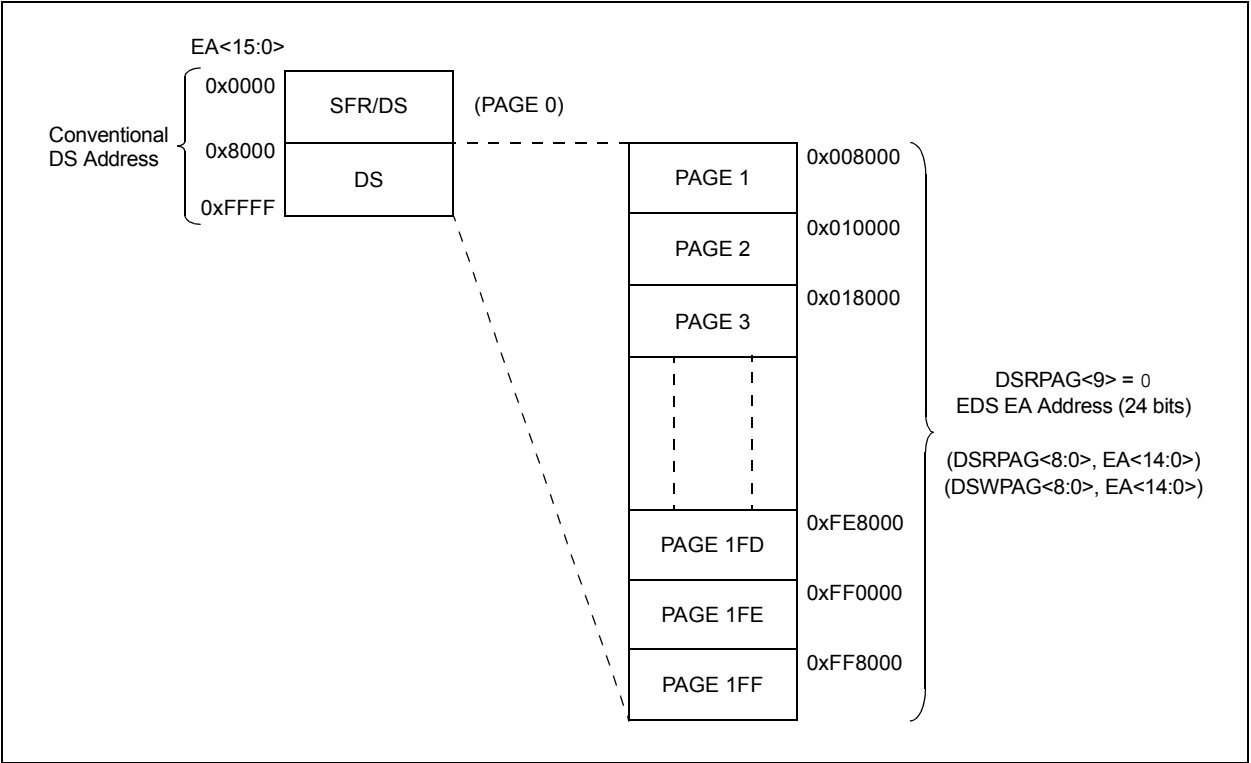 EA<15:0>
0x0000
SFR/DS
(PAGE 0)
Conventional
DS Address
0x8000
DS
0xFFFF
PAGE 1
0x008000
PAGE 2
0x010000
PAGE 3
0x018000
DSRPAG<9> = 0
EDS EA Address (24 bits)
(DSRPAG<8:0>, EA<14:0>)
(DSWPAG<8:0>, EA<14:0>)
PAGE 1FD
0xFE8000
PAGE 1FE
0xFF0000
PAGE 1FF
0xFF8000